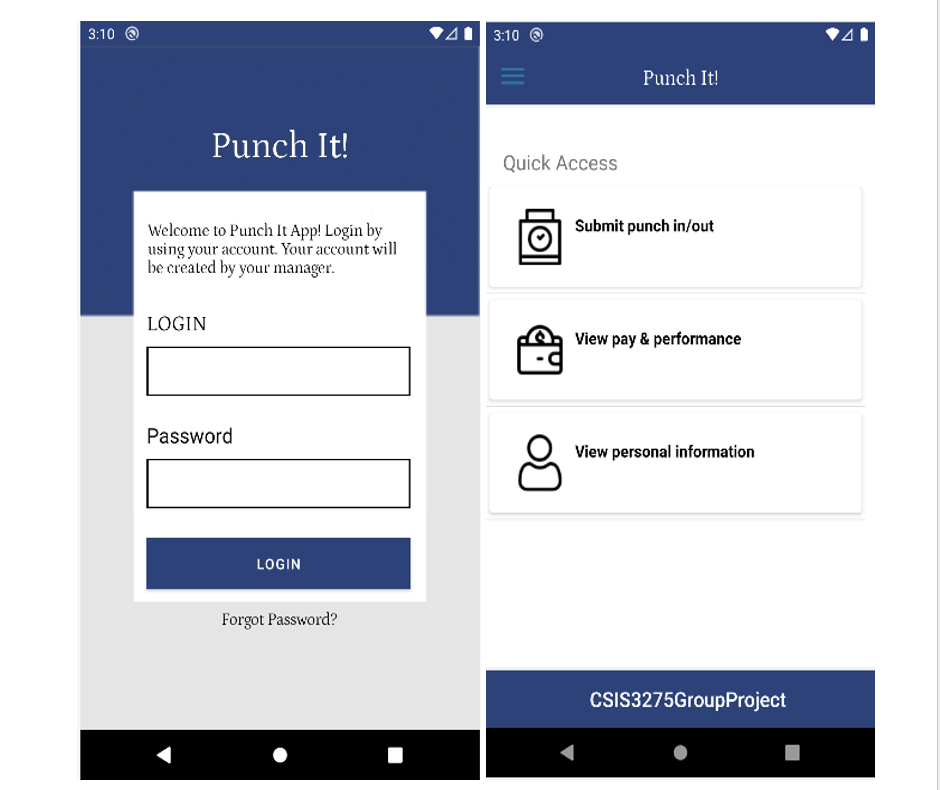 3:10
Punch It!
Welcome to Punch It App! Login by
using your account. Your account will
be created by your manager.
LOGIN
Password
LOGIN
Forgot Password?
3:10
Punch It!
Quick Access
Submit punch in/out
View pay & performance
View personal information
CSIS3275GroupProject